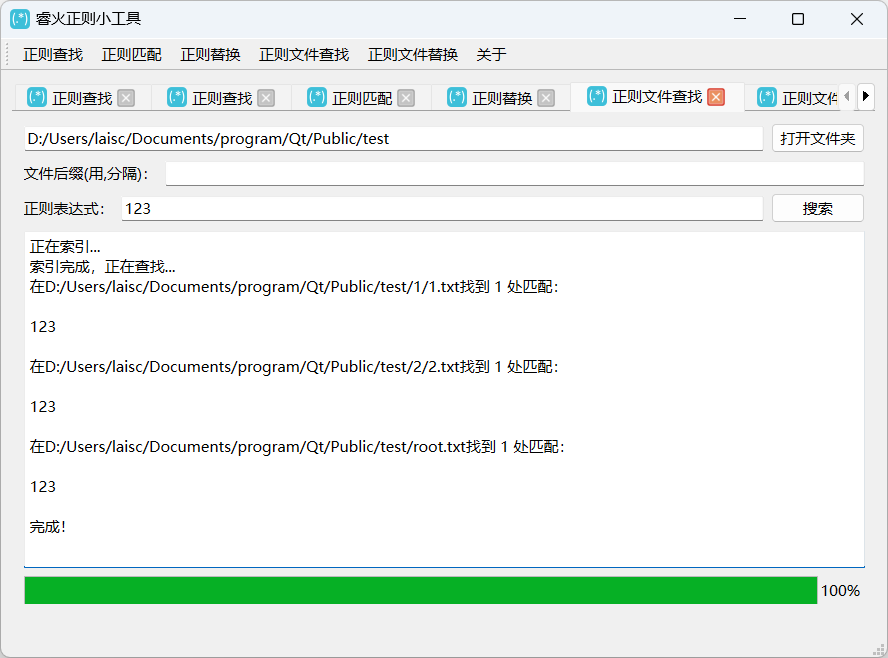 (.*) 睿火正则小工具
正则查找 正则匹配 正则替换 正则文件查找 正则文件替换 关于
(.*) 正则查找 (.*) 正则查找 (.*) 正则匹配 (.*) 正则替换 (.*) 正则文件查找 (.*) 正则文件
D:/Users/laisc/Documents/program/Qt/Public/test 打开文件夹
文件后缀(用,分隔):
正则表达式: 123 搜索
正在索引...
索引完成，正在查找...
在D:/Users/laisc/Documents/program/Qt/Public/test/1/1.txt找到 1 处匹配:
123
在D:/Users/laisc/Documents/program/Qt/Public/test/2/2.txt找到 1 处匹配:
123
在D:/Users/laisc/Documents/program/Qt/Public/test/root.txt找到 1 处匹配:
123
完成!
100%